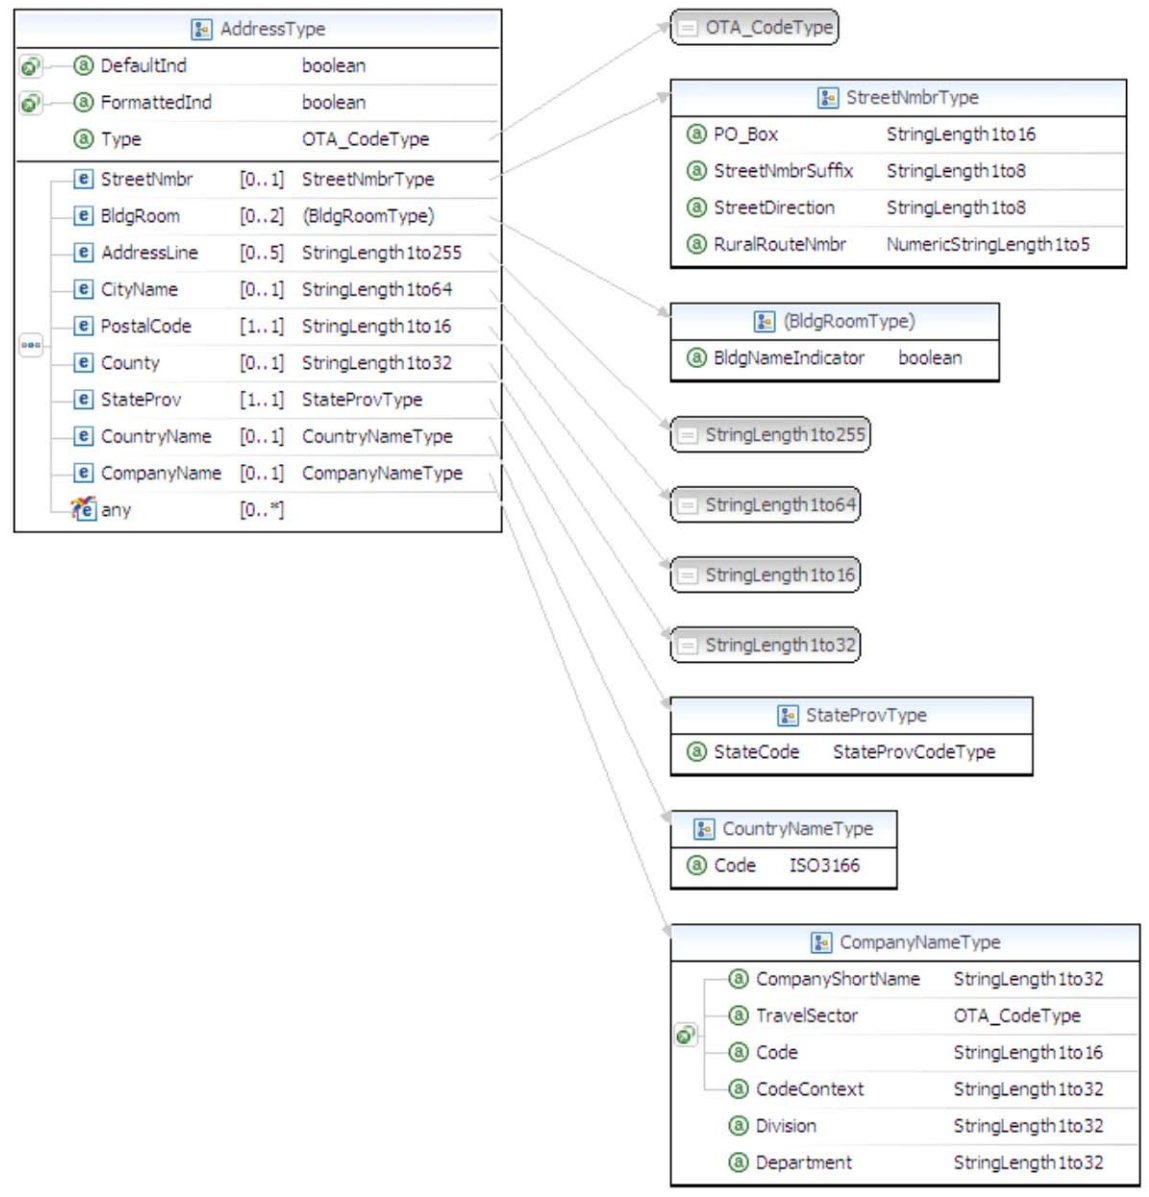 AddressType
DefaultInd boolean
FormattedInd boolean
Type OTA_CodeType
StreetNmbr [0..1] StreetNmbrType
BldgRoom [0..2] (BldgRoomType)
AddressLine [0..5] StringLength1to255
CityName [0..1] StringLength1to64
PostalCode [1..1] StringLength1to16
County [0..1] StringLength1to32
StateProv [1..1] StateProvType
CountryName [0..1] CountryNameType
CompanyName [0..1] CompanyNameType
any [0..*]
OTA_CodeType
StreetNmbrType
PO_Box StringLength1to16
StreetNmbrSuffix StringLength1to8
StreetDirection StringLength1to8
RuralRouteNmbr NumericStringLength1to5
(BldgRoomType)
BldgNameIndicator boolean
StringLength1to255
StringLength1to64
StringLength1to16
StringLength1to32
StateProvType
StateCode StateProvCodeType
CountryNameType
Code ISO3166
CompanyNameType
CompanyShortName StringLength1to32
TravelSector OTA_CodeType
Code StringLength1to16
CodeContext StringLength1to32
Division StringLength1to32
Department StringLength1to32